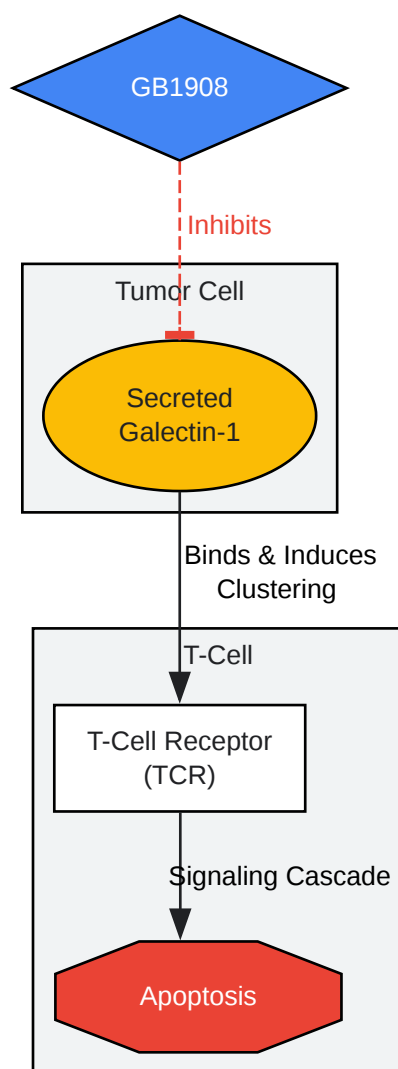 GB1908
Inhibits
Tumor Cell
Secreted
Galectin-1
Binds & Induces
Clustering
T-Cell
T-Cell Receptor
(TCR)
Signaling Cascade
Apoptosis